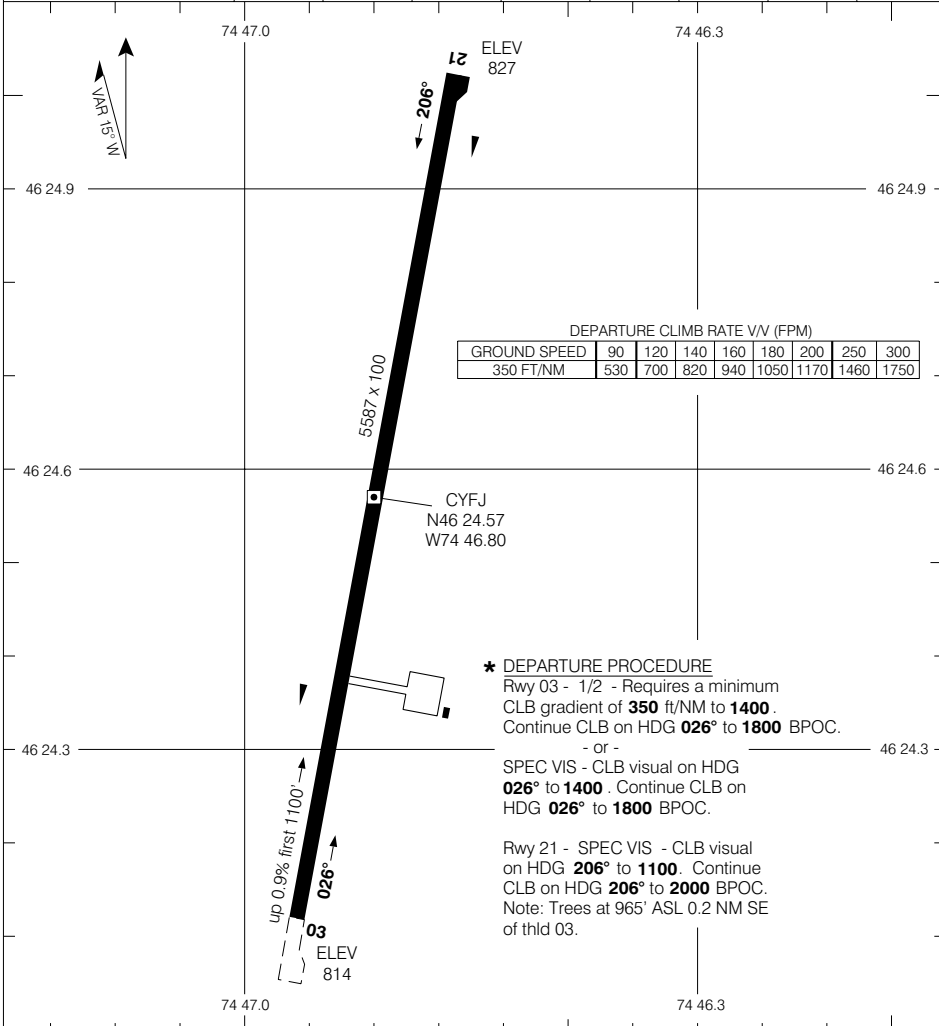 74 47.0
74 46.3
VAR 15° W
21
ELEV
827
206°
46 24.9
46 24.9
DEPARTURE CLIMB RATE V/V (FPM)
GROUND SPEED 90 120 140 160 180 200 250 300
350 FT/NM 530 700 820 940 1050 1170 1460 1750
5587 x 100
46 24.6
46 24.6
CYFJ
N46 24.57
W74 46.80
* DEPARTURE PROCEDURE
Rwy 03 - 1/2 - Requires a minimum
CLB gradient of 350 ft/NM to 1400 .
Continue CLB on HDG 026° to 1800 BPOC.
- or -
SPEC VIS - CLB visual on HDG
026° to 1400 . Continue CLB on
HDG 026° to 1800 BPOC.
Rwy 21 - SPEC VIS - CLB visual
on HDG 206° to 1100. Continue
CLB on HDG 206° to 2000 BPOC.
Note: Trees at 965' ASL 0.2 NM SE
of thld 03.
46 24.3
46 24.3
up 0.9% first 1100'
026°
03
ELEV
814
74 47.0
74 46.3